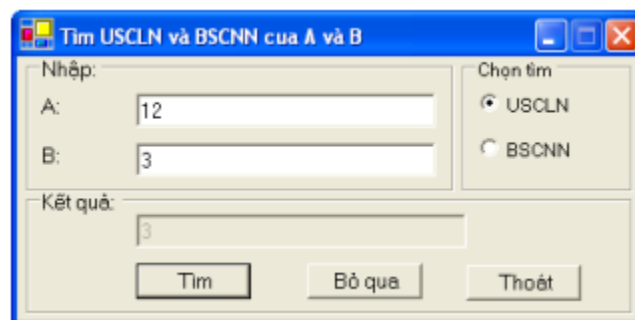 Tìm USCLN và BSCNN cua A và B
Nhập:
A:
12
B:
3
Chọn tìm
USCLN
BSCNN
Kết quả:
3
Tìm
Bỏ qua
Thoát